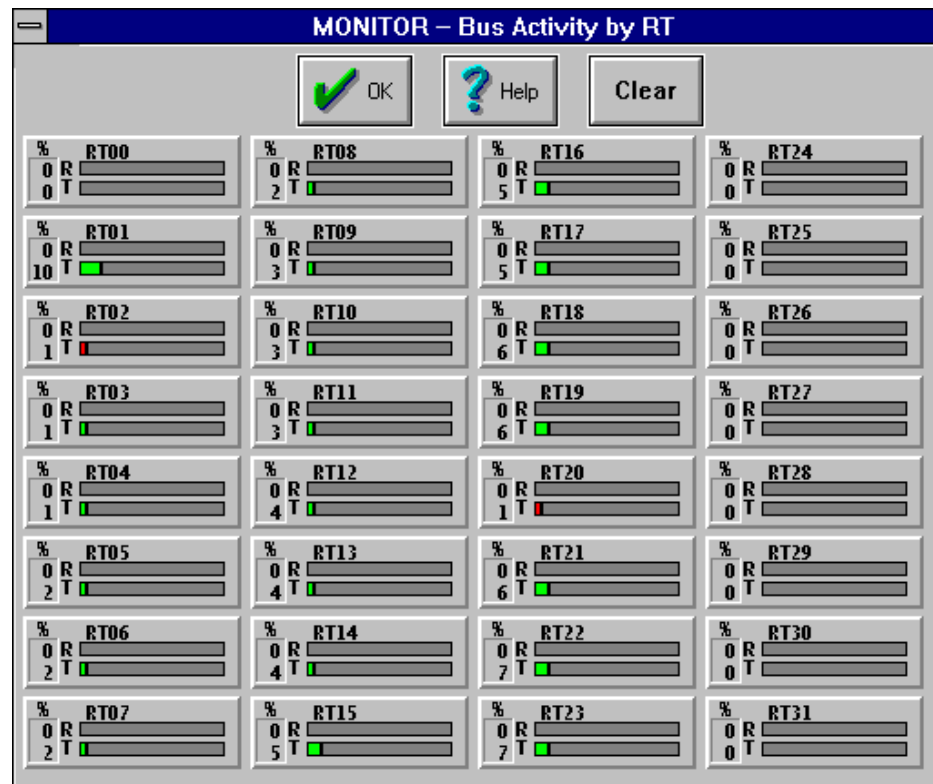 MONITOR – Bus Activity by RT
OK
Help
Clear
% RT00
0 R
0 T
% RT08
0 R
2 T
% RT16
0 R
5 T
% RT24
0 R
0 T
% RT01
0 R
10 T
% RT09
0 R
3 T
% RT17
0 R
5 T
% RT25
0 R
0 T
% RT02
0 R
1 T
% RT10
0 R
3 T
% RT18
0 R
6 T
% RT26
0 R
0 T
% RT03
0 R
1 T
% RT11
0 R
3 T
% RT19
0 R
6 T
% RT27
0 R
0 T
% RT04
0 R
1 T
% RT12
0 R
4 T
% RT20
0 R
1 T
% RT28
0 R
0 T
% RT05
0 R
2 T
% RT13
0 R
4 T
% RT21
0 R
6 T
% RT29
0 R
0 T
% RT06
0 R
2 T
% RT14
0 R
4 T
% RT22
0 R
7 T
% RT30
0 R
0 T
% RT07
0 R
2 T
% RT15
0 R
5 T
% RT23
0 R
7 T
% RT31
0 R
0 T